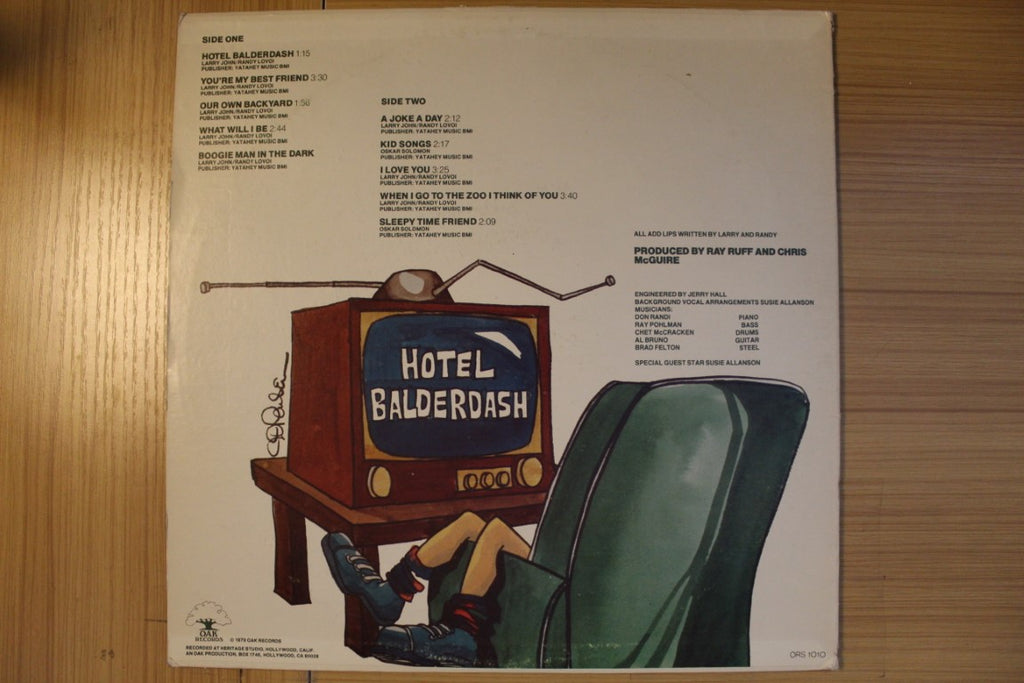 SIDE ONE
HOTEL BALDERDASH 1:15
LARRY JOHN/RANDY LOVOI
PUBLISHER: YATAHEY MUSIC BMI
YOU'RE MY BEST FRIEND 3:30
LARRY JOHN/RANDY LOVOI
PUBLISHER: YATAHEY MUSIC BMI
OUR OWN BACKYARD 1:56
LARRY JOHN/RANDY LOVOI
PUBLISHER: YATAHEY MUSIC BMI
WHAT WILL I BE 2:44
LARRY JOHN/RANDY LOVOI
PUBLISHER: YATAHEY MUSIC BMI
BOOGIE MAN IN THE DARK
LARRY JOHN/RANDY LOVOI
PUBLISHER: YATAHEY MUSIC BMI
SIDE TWO
A JOKE A DAY 2:12
LARRY JOHN/RANDY LOVOI
PUBLISHER: YATAHEY MUSIC BMI
KID SONGS 2:17
OSKAR SOLOMON
PUBLISHER: YATAHEY MUSIC BMI
I LOVE YOU 3:25
LARRY JOHN/RANDY LOVOI
PUBLISHER: YATAHEY MUSIC BMI
WHEN I GO TO THE ZOO I THINK OF YOU 3:40
LARRY JOHN/RANDY LOVOI
PUBLISHER: YATAHEY MUSIC BMI
SLEEPY TIME FRIEND 2:09
OSKAR SOLOMON
PUBLISHER: YATAHEY MUSIC BMI
ALL ADD LIPS WRITTEN BY LARRY AND RANDY
PRODUCED BY RAY RUFF AND CHRIS
McGUIRE
ENGINEERED BY JERRY HALL
BACKGROUND VOCAL ARRANGEMENTS SUSIE ALLANSON
MUSICIANS:
DON RANDI PIANO
RAY POHLMAN BASS
CHET McCRACKEN DRUMS
AL BRUNO GUITAR
BRAD FELTON STEEL
SPECIAL GUEST STAR SUSIE ALLANSON
HOTEL
BALDERDASH
OAK
RECORDS
© 1979 OAK RECORDS
RECORDED AT HERITAGE STUDIO, HOLLYWOOD, CALIF.
AN OAK PRODUCTION, BOX 1746, HOLLYWOOD, CA 90028
ORS 1010